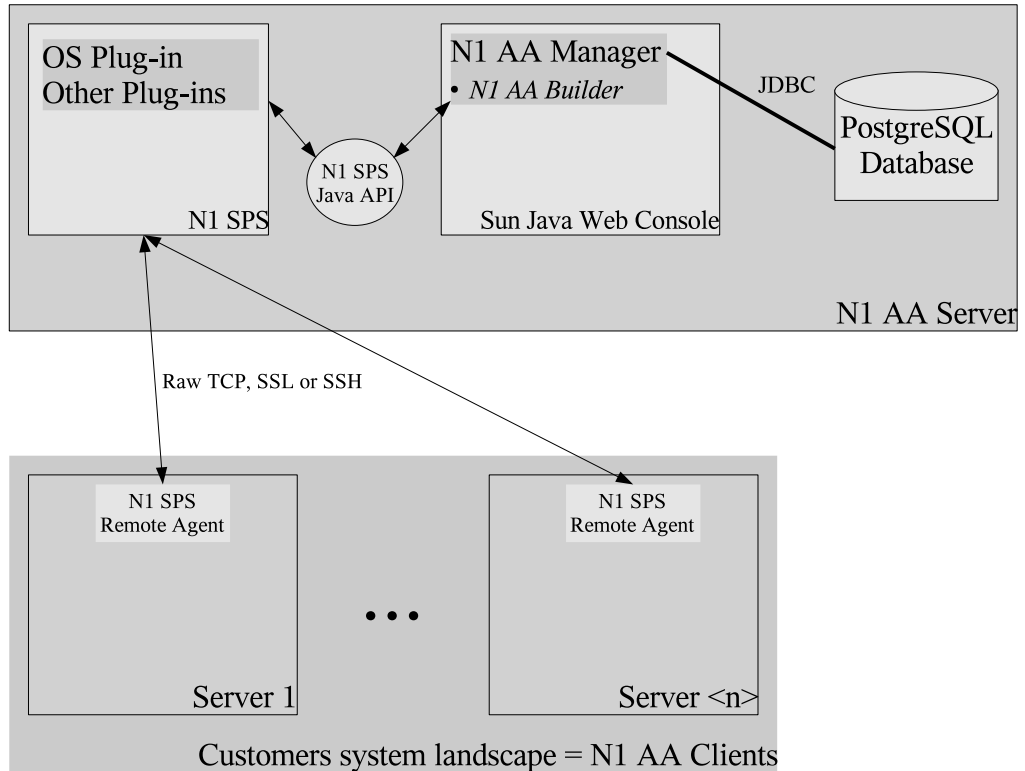 OS Plug-in
Other Plug-ins
N1 SPS
N1 SPS
Java API
N1 AA Manager
• N1 AA Builder
Sun Java Web Console
JDBC
PostgreSQL
Database
N1 AA Server
Raw TCP, SSL or SSH
N1 SPS
Remote Agent
Server 1
• • •
N1 SPS
Remote Agent
Server <n>
Customers system landscape = N1 AA Clients